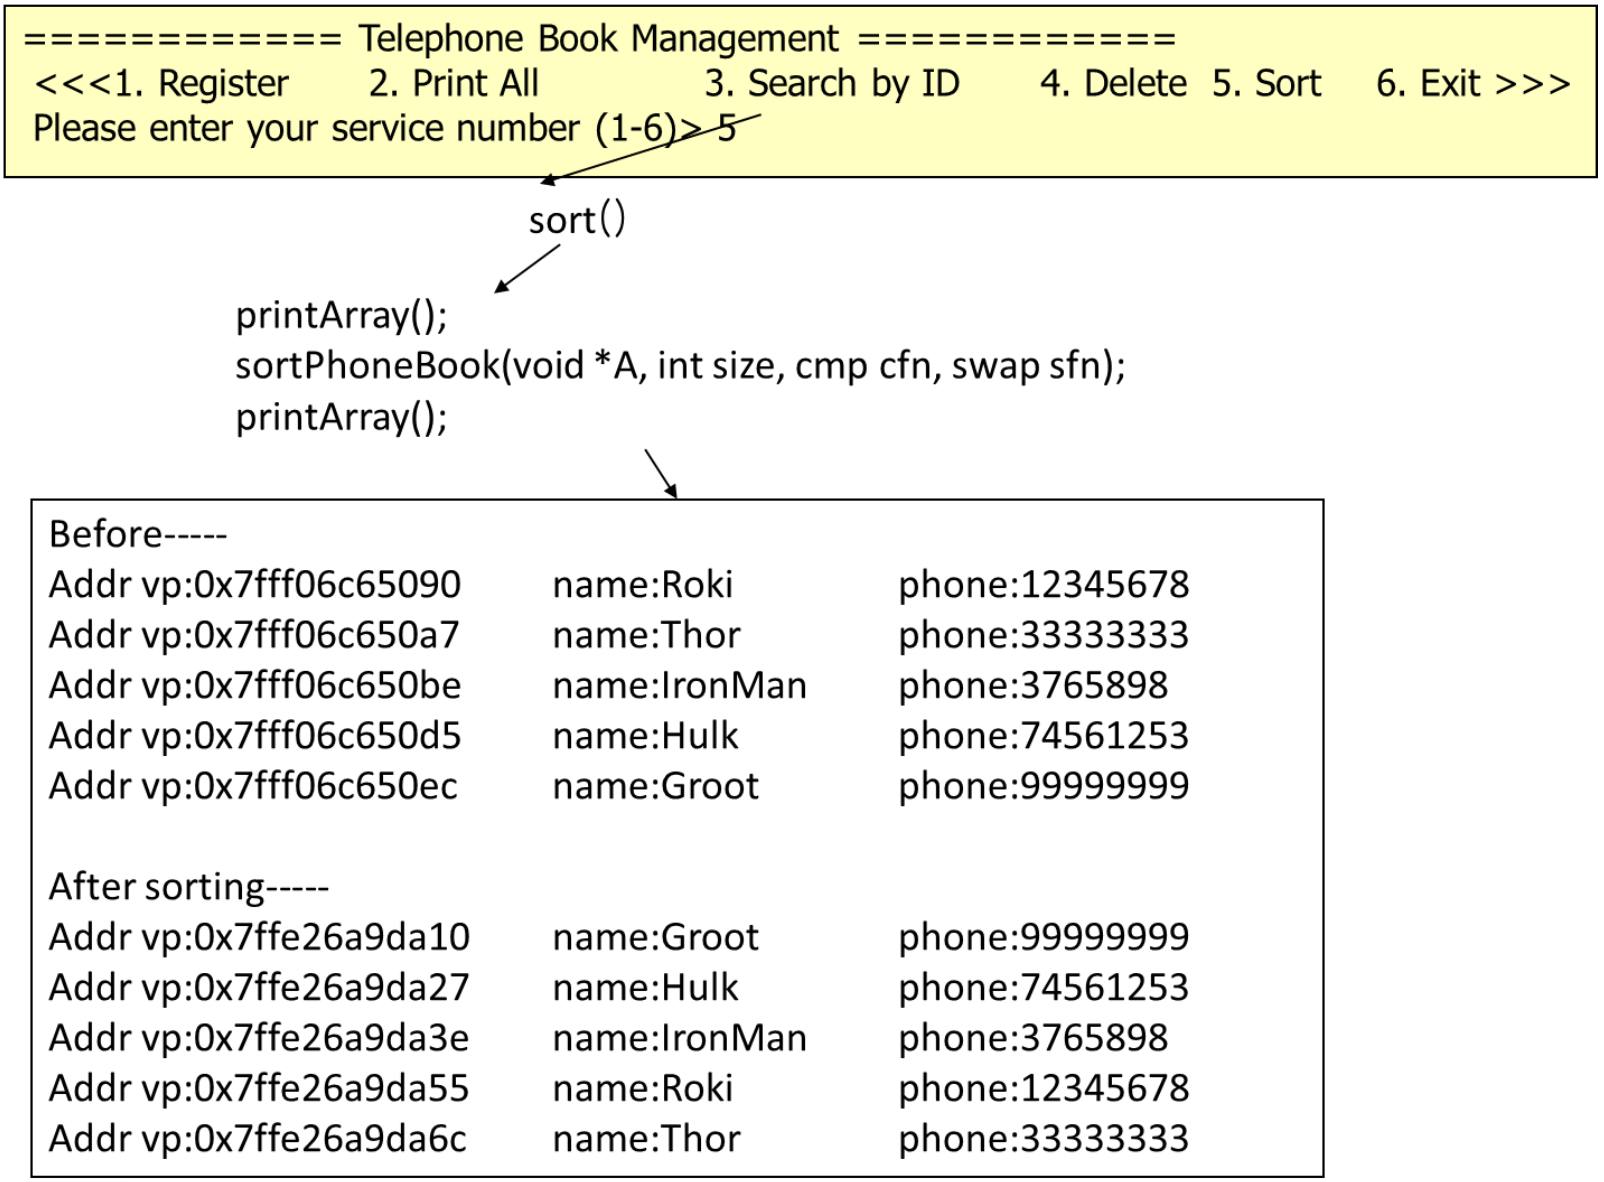 ============ Telephone Book Management ============
<<<1. Register 2. Print All 3. Search by ID 4. Delete 5. Sort 6. Exit >>>
Please enter your service number (1-6)> 5
sort()
printArray();
sortPhoneBook(void *A, int size, cmp cfn, swap sfn);
printArray();
Before-----
Addr vp:0x7fff06c65090 name:Roki phone:12345678
Addr vp:0x7fff06c650a7 name:Thor phone:33333333
Addr vp:0x7fff06c650be name:IronMan phone:3765898
Addr vp:0x7fff06c650d5 name:Hulk phone:74561253
Addr vp:0x7fff06c650ec name:Groot phone:99999999
After sorting-----
Addr vp:0x7ffe26a9da10 name:Groot phone:99999999
Addr vp:0x7ffe26a9da27 name:Hulk phone:74561253
Addr vp:0x7ffe26a9da3e name:IronMan phone:3765898
Addr vp:0x7ffe26a9da55 name:Roki phone:12345678
Addr vp:0x7ffe26a9da6c name:Thor phone:33333333